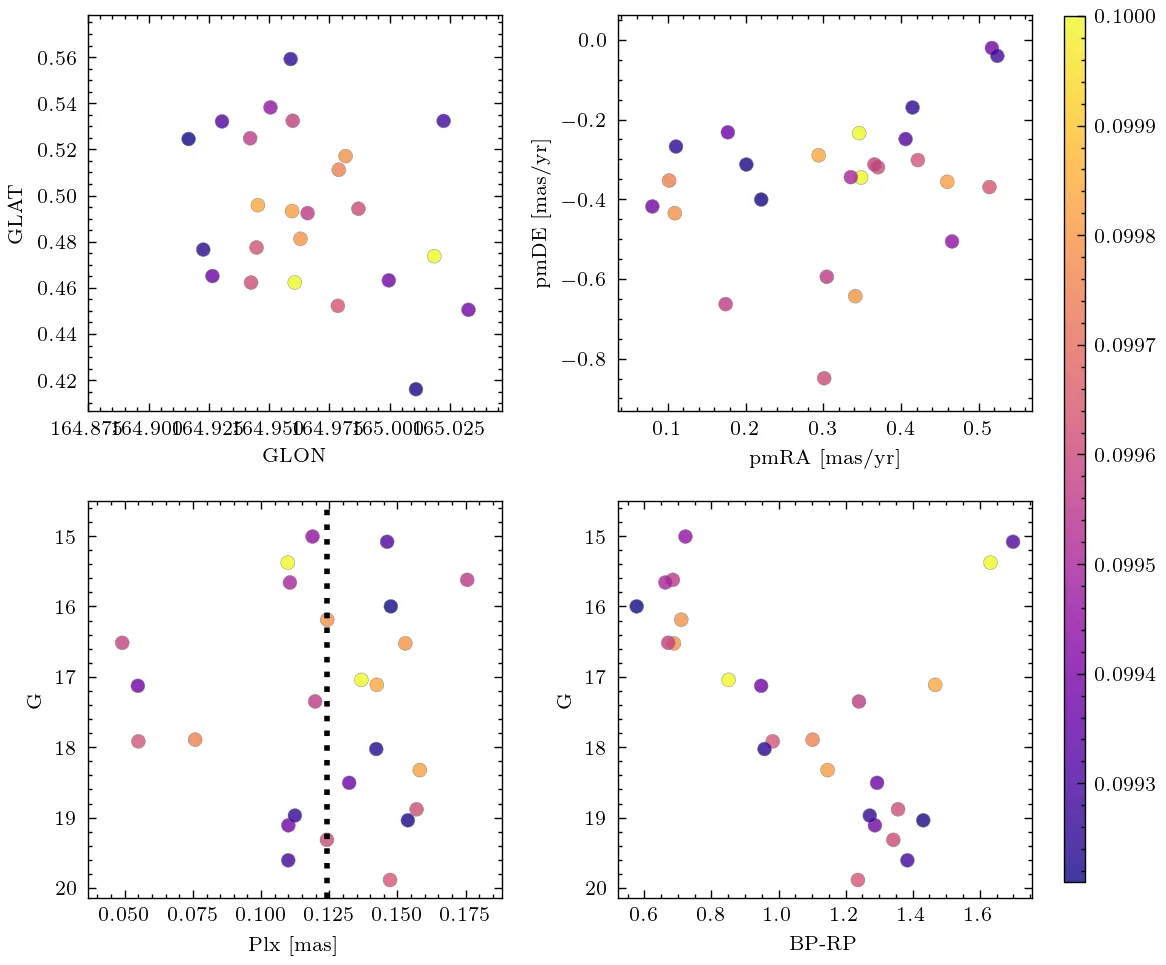 0.56
0.54
0.52
0.50
0.48
0.46
0.44
0.42
GLAT
164.875 164.900 164.925 164.950 164.975 165.000 165.025
GLON
0.0
−0.2
−0.4
−0.6
−0.8
pmDE [mas/yr]
0.1 0.2 0.3 0.4 0.5
pmRA [mas/yr]
15
16
17
18
19
20
G
0.050 0.075 0.100 0.125 0.150 0.175
Plx [mas]
15
16
17
18
19
20
G
0.6 0.8 1.0 1.2 1.4 1.6
BP-RP
0.1000
0.0999
0.0998
0.0997
0.0996
0.0995
0.0994
0.0993